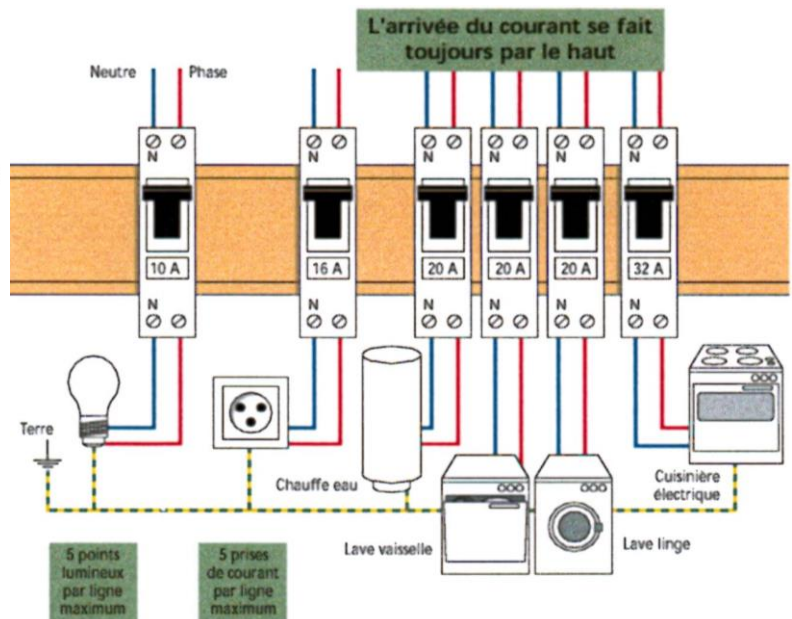 L'arrivée du courant se fait
toujours par le haut
Neutre
Phase
N
N
N
N
N
N
10 A
16 A
20 A
20 A
20 A
32 A
N
N
N
N
N
N
Terre
Chauffe eau
Cuisinière
électrique
Lave vaisselle
Lave linge
5 points
lumineux
par ligne
maximum
5 prises
de courant
par ligne
maximum